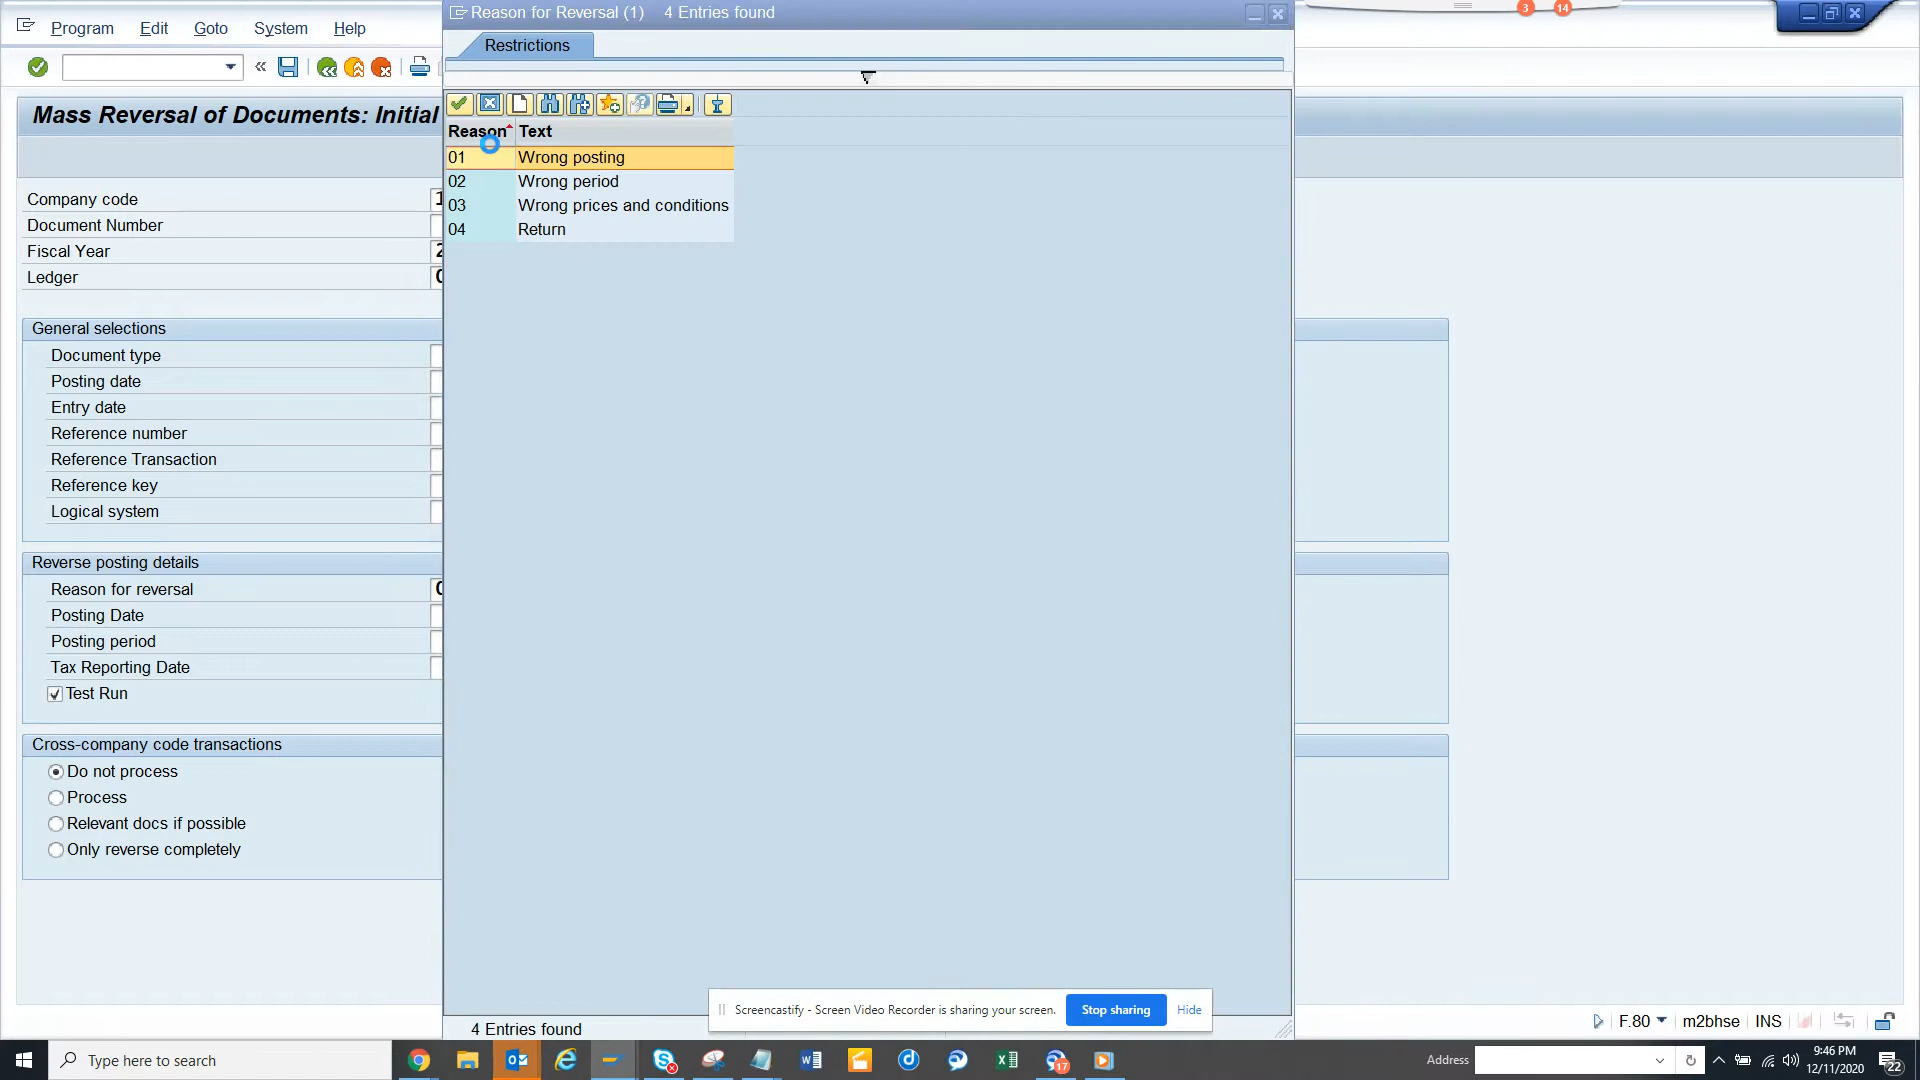 Reason for Reversal (1) 4 Entries found
3 14
Program Edit Goto System Help
Restrictions
Mass Reversal of Documents: Initial
Reason Text
01 Wrong posting
02 Wrong period
03 Wrong prices and conditions
04 Return
Company code
Document Number
Fiscal Year
Ledger
General selections
Document type
Posting date
Entry date
Reference number
Reference Transaction
Reference key
Logical system
Reverse posting details
Reason for reversal
Posting Date
Posting period
Tax Reporting Date
Test Run
Cross-company code transactions
Do not process
Process
Relevant docs if possible
Only reverse completely
Screencastify - Screen Video Recorder is sharing your screen. Stop sharing Hide
4 Entries found
F.80 m2bhse INS
Type here to search
17
Address
9:46 PM
12/11/2020
22